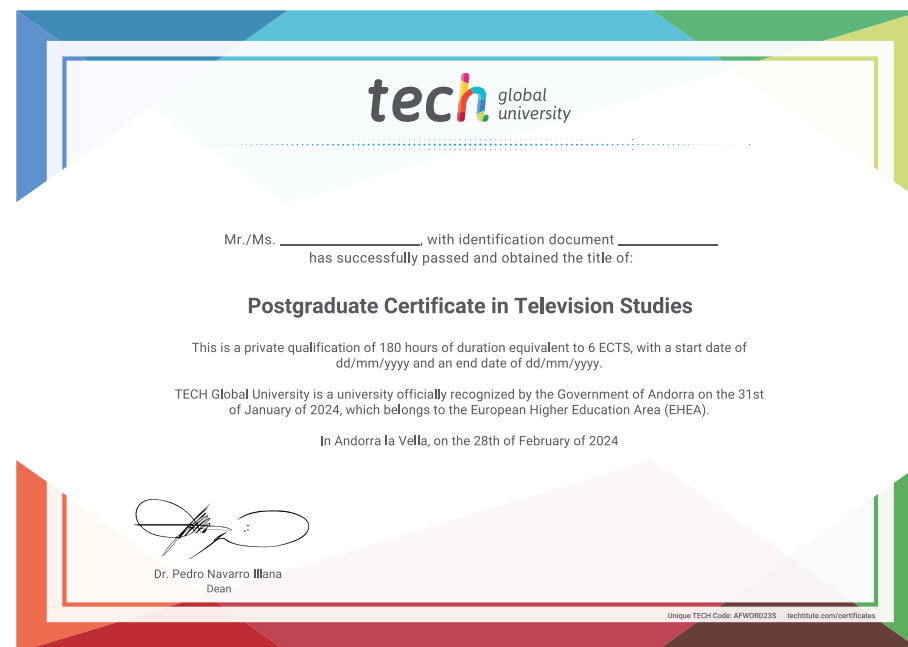 tech global
university
Mr./Ms. ____________, with identification document ____________
has successfully passed and obtained the title of:
Postgraduate Certificate in Television Studies
This is a private qualification of 180 hours of duration equivalent to 6 ECTS, with a start date of
dd/mm/yyyy and an end date of dd/mm/yyyy.
TECH Global University is a university officially recognized by the Government of Andorra on the 31st
of January of 2024, which belongs to the European Higher Education Area (EHEA).
In Andorra la Vella, on the 28th of February of 2024
Dr. Pedro Navarro Illana
Dean
Unique TECH Code: AFWORD23S techtitute.com/certificates